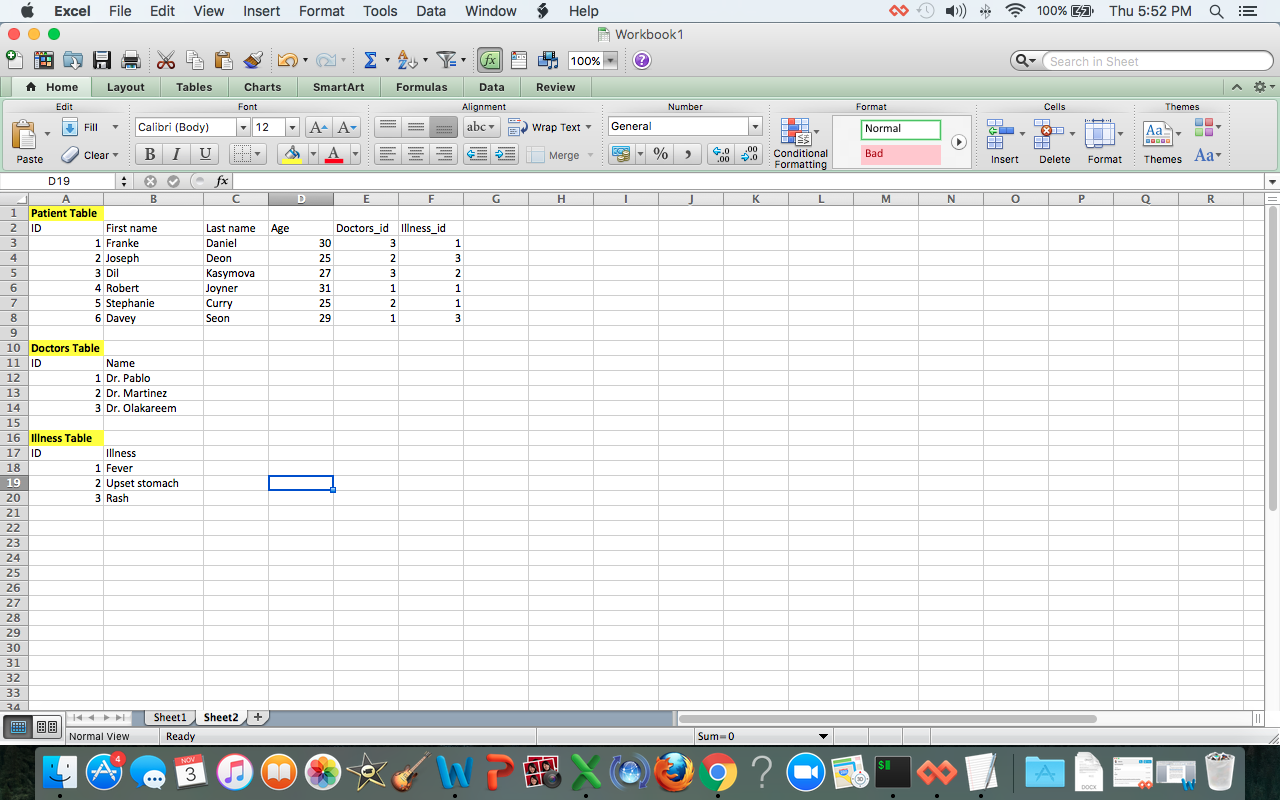 Excel File Edit View Insert Format Tools Data Window Help 100% Thu 5:52 PM
Workbook1
100% Search in Sheet
Home Layout Tables Charts SmartArt Formulas Data Review
Edit Font Alignment Number Format Cells Themes
Fill Calibri (Body) 12 A A abc Wrap Text General Normal Aa
Paste Clear B I U A Merge % Conditional Formatting Bad Insert Delete Format Themes Aa
D19 fx
A B C D E F G H I J K L M N O P Q R
1 Patient Table
2 ID First name Last name Age Doctors_id Illness_id
3 1 Franke Daniel 30 3 1
4 2 Joseph Deon 25 2 3
5 3 Dil Kasymova 27 3 2
6 4 Robert Joyner 31 1 1
7 5 Stephanie Curry 25 2 1
8 6 Davey Seon 29 1 3
9
10 Doctors Table
11 ID Name
12 1 Dr. Pablo
13 2 Dr. Martinez
14 3 Dr. Olakareem
15
16 Illness Table
17 ID Illness
18 1 Fever
19 2 Upset stomach
20 3 Rash
21
22
23
24
25
26
27
28
29
30
31
32
33
34
Sheet1 Sheet2
Normal View Ready Sum=0
4 NOV 3 DOCX